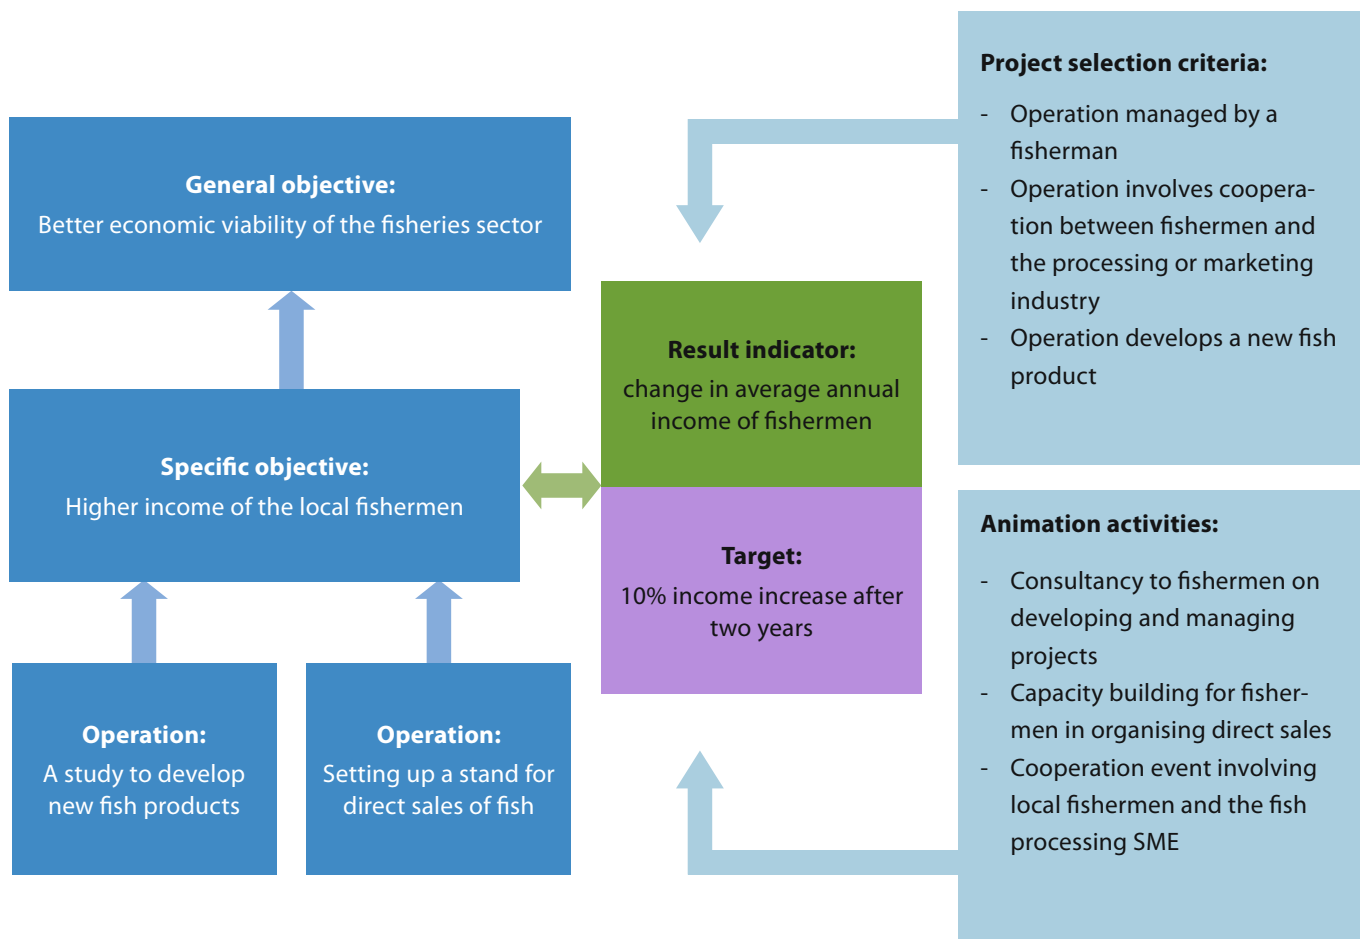 General objective:
Better economic viability of the fisheries sector
Specific objective:
Higher income of the local fishermen
Operation:
A study to develop
new fish products
Operation:
Setting up a stand for
direct sales of fish
Result indicator:
change in average annual
income of fishermen
Target:
10% income increase after
two years
Project selection criteria:
- Operation managed by a
fisherman
- Operation involves coopera-
tion between fishermen and
the processing or marketing
industry
- Operation develops a new fish
product
Animation activities:
- Consultancy to fishermen on
developing and managing
projects
- Capacity building for fisher-
men in organising direct sales
- Cooperation event involving
local fishermen and the fish
processing SME